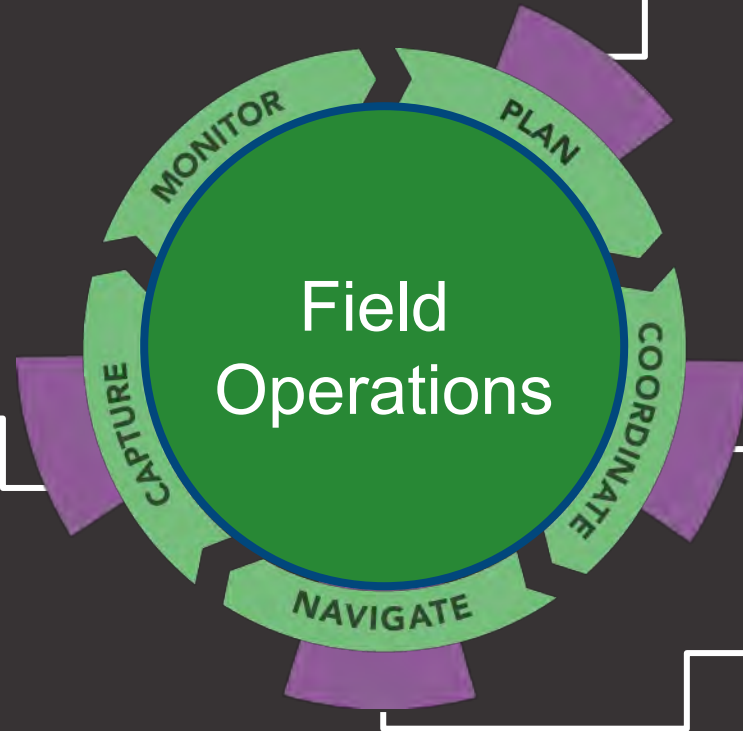 MONITOR
PLAN
Field
Operations
COORDINATE
CAPTURE
NAVIGATE